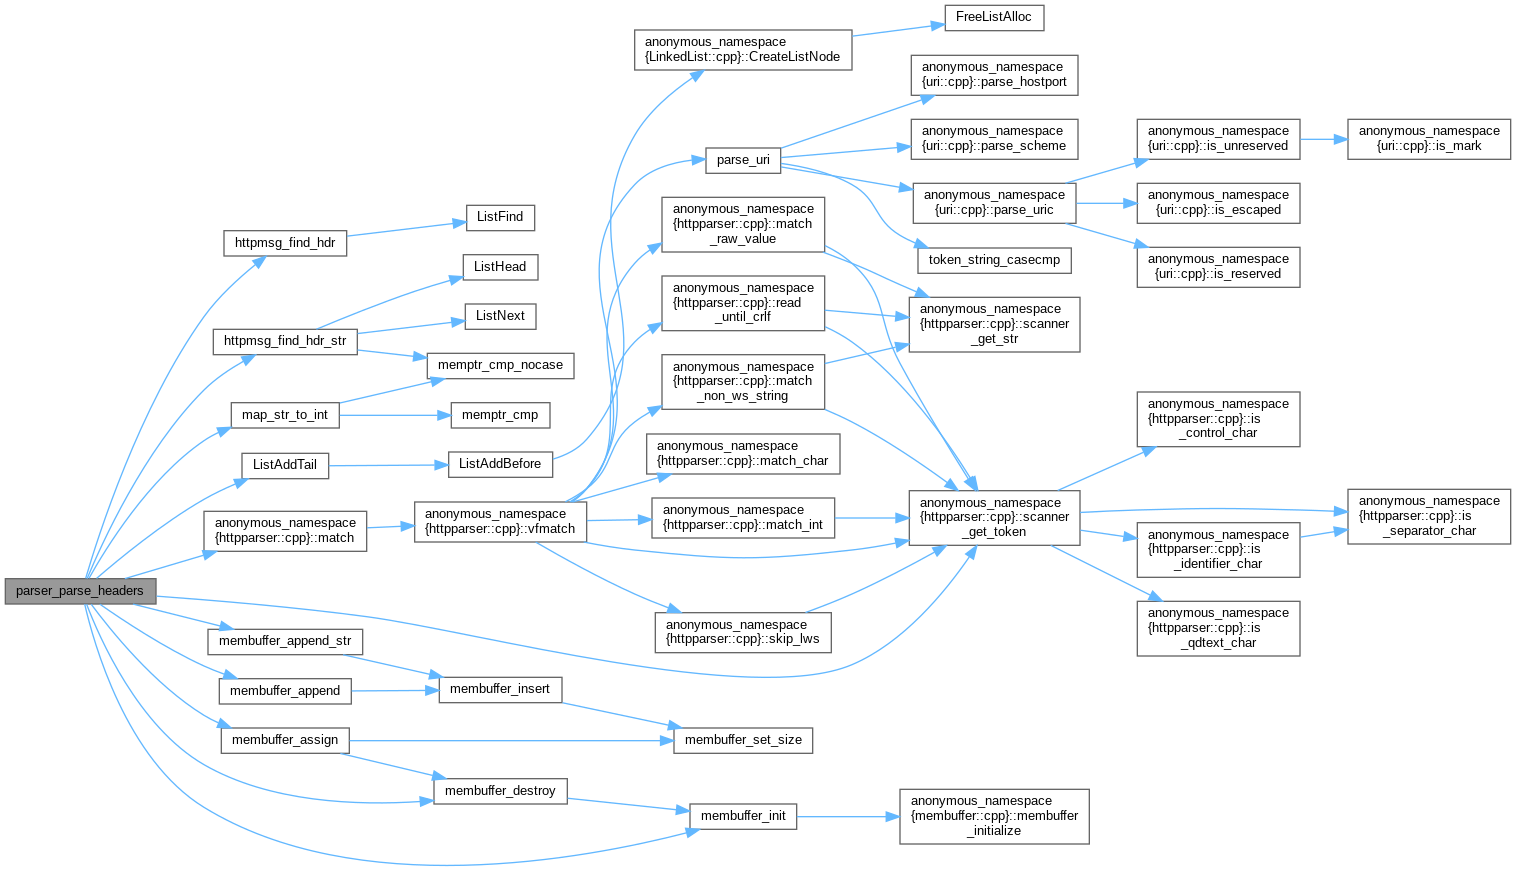 parser_parse_headers
httpmsg_find_hdr
ListFind
httpmsg_find_hdr_str
ListHead
ListNext
memptr_cmp_nocase
map_str_to_int
memptr_cmp
ListAddTail
ListAddBefore
anonymous_namespace
{LinkedList::cpp}::CreateListNode
FreeListAlloc
anonymous_namespace
{httpparser::cpp}::match
anonymous_namespace
{httpparser::cpp}::vfmatch
parse_uri
anonymous_namespace
{uri::cpp}::parse_hostport
anonymous_namespace
{uri::cpp}::parse_scheme
anonymous_namespace
{uri::cpp}::parse_uric
token_string_casecmp
anonymous_namespace
{uri::cpp}::is_unreserved
anonymous_namespace
{uri::cpp}::is_mark
anonymous_namespace
{uri::cpp}::is_escaped
anonymous_namespace
{uri::cpp}::is_reserved
anonymous_namespace
{httpparser::cpp}::match
_raw_value
anonymous_namespace
{httpparser::cpp}::read
_until_crlf
anonymous_namespace
{httpparser::cpp}::match
_non_ws_string
anonymous_namespace
{httpparser::cpp}::match_char
anonymous_namespace
{httpparser::cpp}::match_int
anonymous_namespace
{httpparser::cpp}::skip_lws
anonymous_namespace
{httpparser::cpp}::scanner
_get_str
anonymous_namespace
{httpparser::cpp}::scanner
_get_token
anonymous_namespace
{httpparser::cpp}::is
_control_char
anonymous_namespace
{httpparser::cpp}::is
_identifier_char
anonymous_namespace
{httpparser::cpp}::is
_separator_char
anonymous_namespace
{httpparser::cpp}::is
_qdtext_char
membuffer_append_str
membuffer_append
membuffer_insert
membuffer_assign
membuffer_set_size
membuffer_destroy
membuffer_init
anonymous_namespace
{membuffer::cpp}::membuffer
_initialize